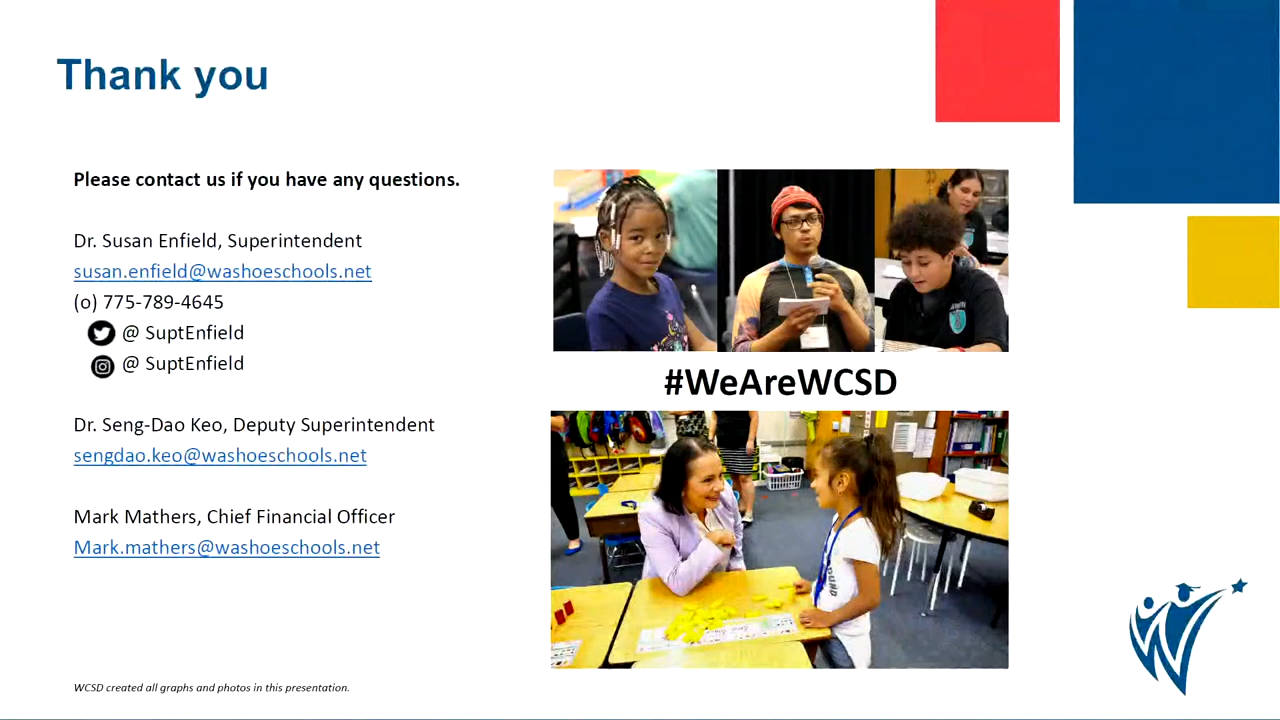 Thank you
Please contact us if you have any questions.
Dr. Susan Enfield, Superintendent
susan.enfield@washoeschools.net
(o) 775-789-4645
@ SuptEnfield
@ SuptEnfield
Dr. Seng-Dao Keo, Deputy Superintendent
sengdao.keo@washoeschools.net
Mark Mathers, Chief Financial Officer
Mark.mathers@washoeschools.net
#WeAreWCSD
WCSD created all graphs and photos in this presentation.